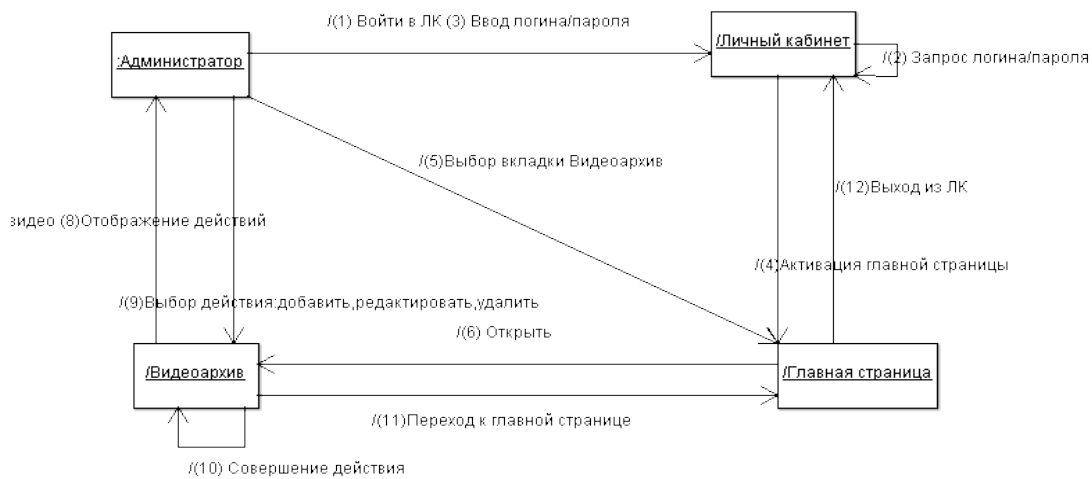 /(1) Войти в ЛК (3) Ввод логина/пароля
:Администратор
/Личный кабинет
/(2) Запрос логина/пароля
/(5)Выбор вкладки Видеоархив
/(12)Выход из ЛК
видео (8)Отображение действий
/(4)Активация главной страницы
/(9)Выбор действия:добавить,редактировать,удалить
/(6) Открыть
/Видеоархив
/Главная страница
/(11)Переход к главной странице
/(10) Совершение действия